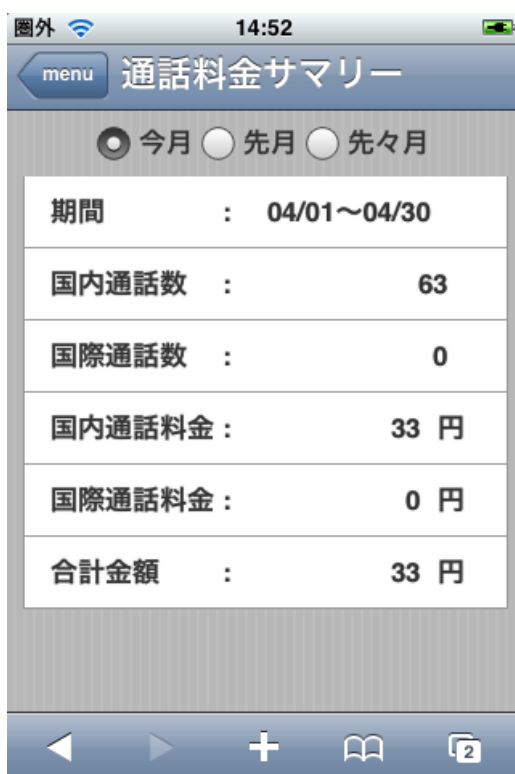 圏外 14:52
menu 通話料金サマリー
今月 先月 先々月
期間 : 04/01〜04/30
国内通話数 : 63
国際通話数 : 0
国内通話料金 : 33 円
国際通話料金 : 0 円
合計金額 : 33 円
2